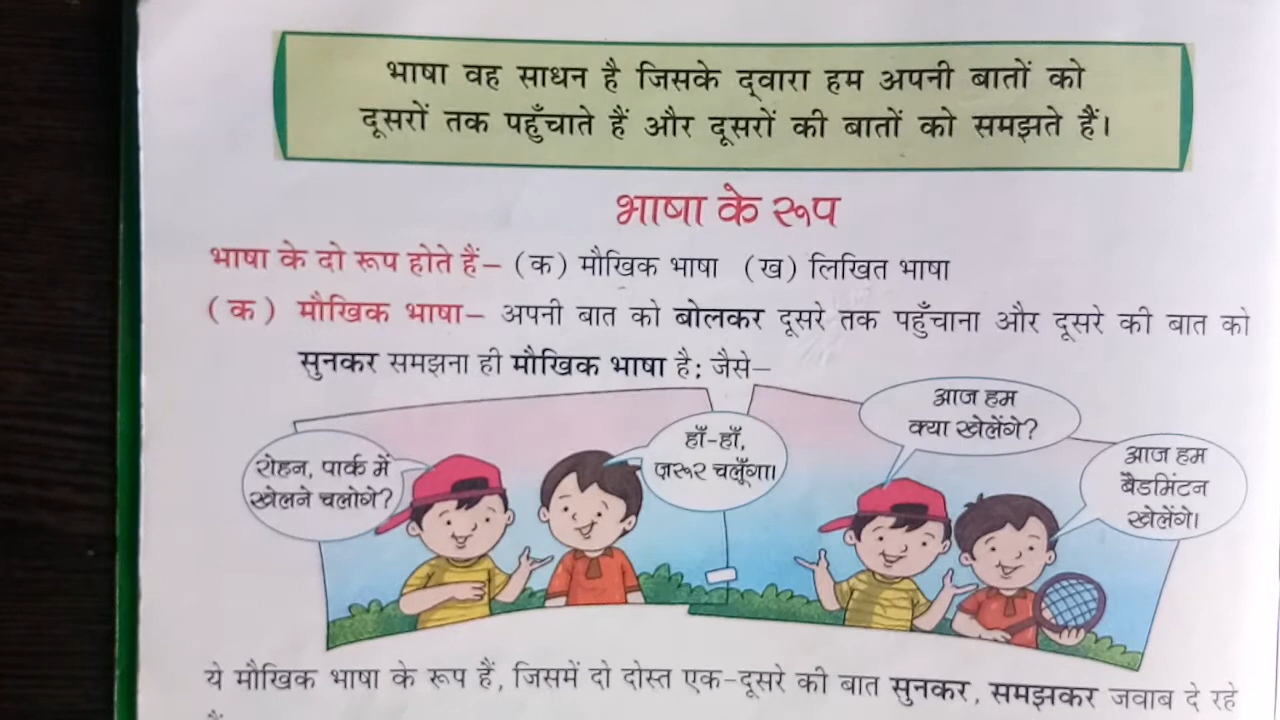 भाषा वह साधन है जिसके द्वारा हम अपनी बातों को
दूसरों तक पहुँचाते हैं और दूसरों की बातों को समझते हैं।
भाषा के रूप
भाषा के दो रूप होते हैं– (क) मौखिक भाषा (ख) लिखित भाषा
(क) मौखिक भाषा– अपनी बात को बोलकर दूसरे तक पहुँचाना और दूसरे की बात को
सुनकर समझना ही मौखिक भाषा है; जैसे–
रोहन, पार्क में
खेलने चलोगे?
हाँ-हाँ,
ज़रूर चलूँगा।
आज हम
क्या खेलेंगे?
आज हम
बैडमिंटन
खेलेंगे।
ये मौखिक भाषा के रूप हैं, जिसमें दो दोस्त एक-दूसरे की बात सुनकर, समझकर जवाब दे रहे